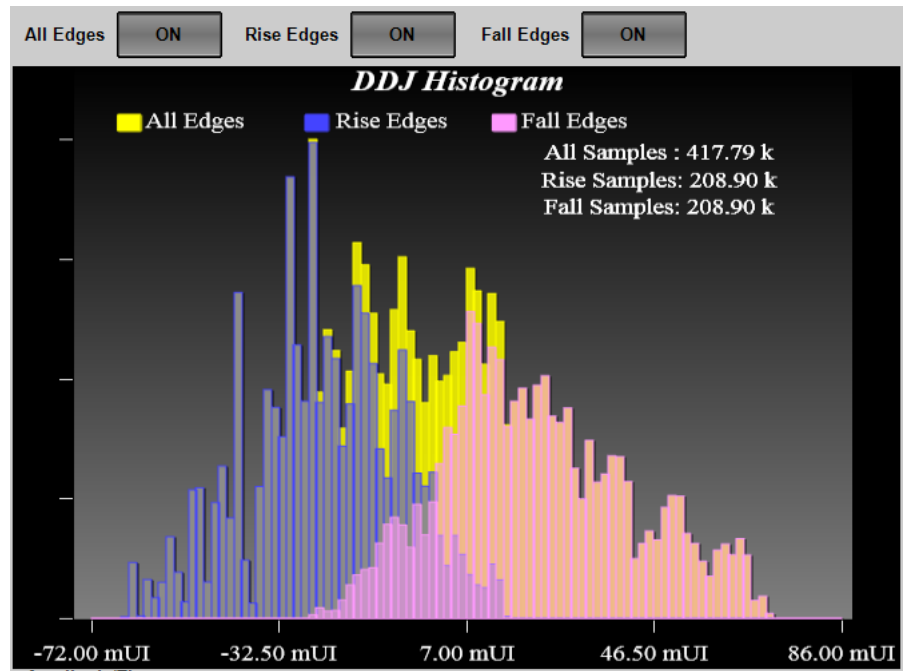 All Edges ON Rise Edges ON Fall Edges ON
DDJ Histogram
All Edges Rise Edges Fall Edges
All Samples : 417.79 k
Rise Samples: 208.90 k
Fall Samples: 208.90 k
-72.00 mUI -32.50 mUI 7.00 mUI 46.50 mUI 86.00 mUI